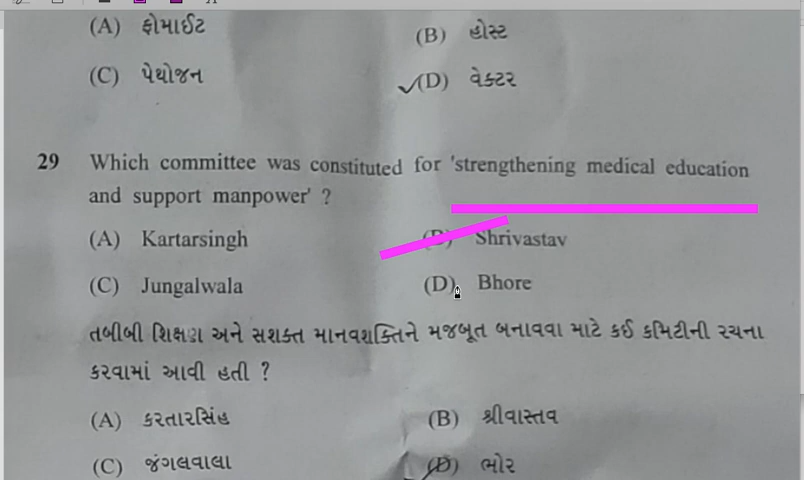 (A) ફોમાઈટ (B) હોસ્ટ
(C) પેથોજન (D) વેક્ટર
29 Which committee was constituted for 'strengthening medical education
and support manpower' ?
(A) Kartarsingh (B) Shrivastav
(C) Jungalwala (D) Bhore
તબીબી શિક્ષણ અને સશક્ત માનવશક્તિને મજબૂત બનાવવા માટે કઈ કમિટીની રચના
કરવામાં આવી હતી ?
(A) કરતારસિંહ (B) શ્રીવાસ્તવ
(C) જંગલવાલા (D) ભોર